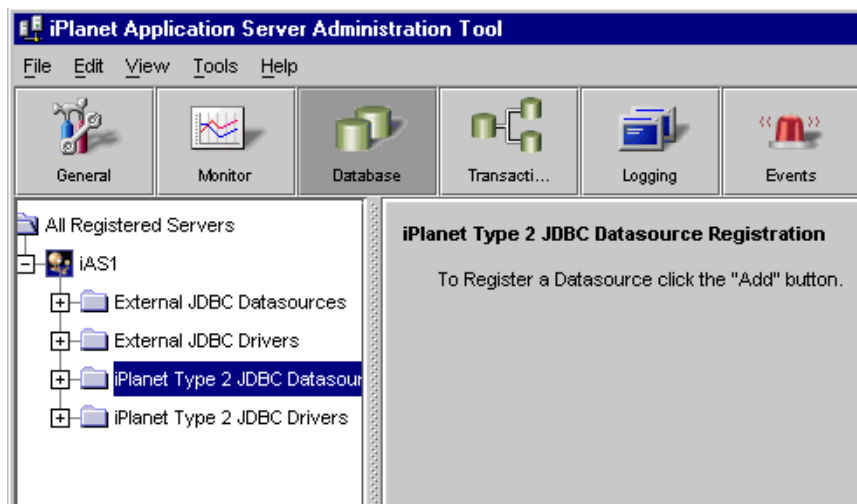 iPlanet Application Server Administration Tool
File Edit View Tools Help
General Monitor Database Transacti... Logging Events
All Registered Servers
iAS1
External JDBC Datasources
External JDBC Drivers
iPlanet Type 2 JDBC Datasour
iPlanet Type 2 JDBC Drivers
iPlanet Type 2 JDBC Datasource Registration
To Register a Datasource click the "Add" button.